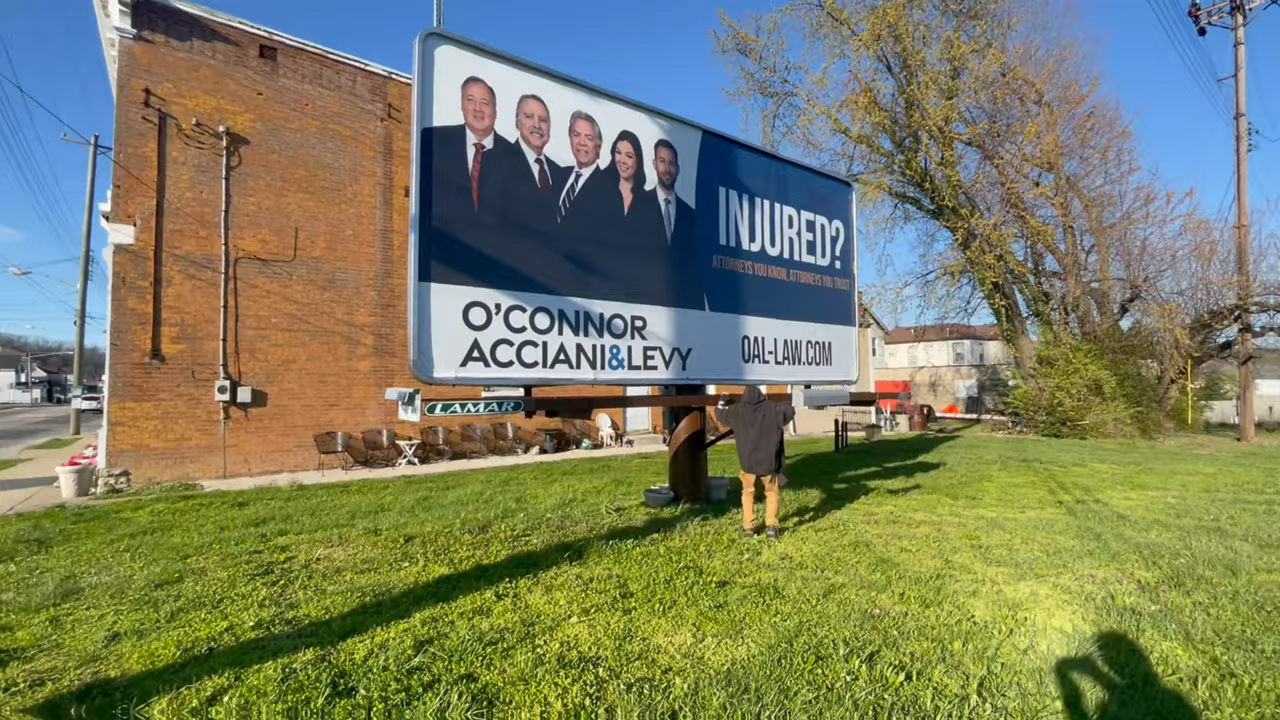 INJURED?
ATTORNEYS YOU KNOW, ATTORNEYS YOU TRUST
O'CONNOR
ACCIANI&LEVY
OAL-LAW.COM
LAMAR